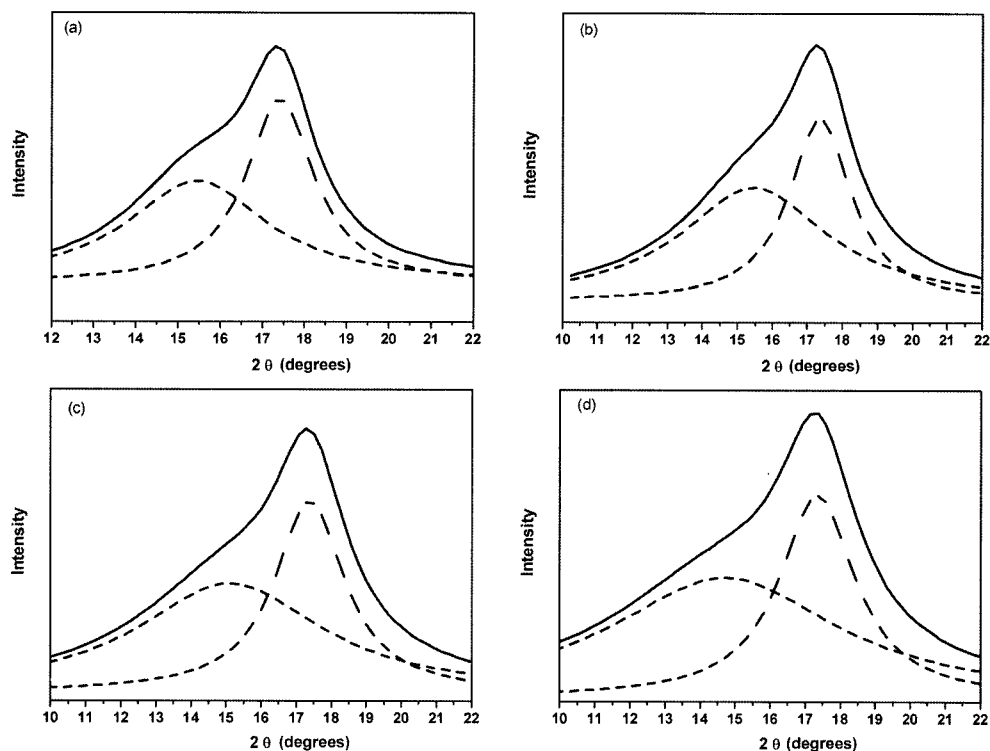 (a)
Intensity
12 13 14 15 16 17 18 19 20 21 22
2 θ (degrees)
(b)
Intensity
10 11 12 13 14 15 16 17 18 19 20 21 22
2 θ (degrees)
(c)
Intensity
10 11 12 13 14 15 16 17 18 19 20 21 22
2 θ (degrees)
(d)
Intensity
10 11 12 13 14 15 16 17 18 19 20 21 22
2 θ (degrees)